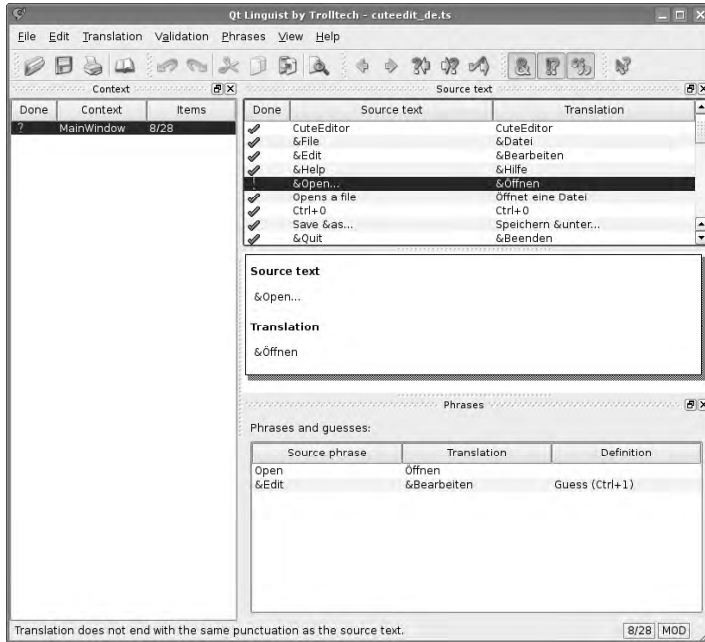 Qt Linguist by Trolltech - cuteedit_de.ts
File Edit Translation Validation Phrases View Help
Context
Done Context Items
? MainWindow 8/28
Source text
Done Source text Translation
CuteEditor CuteEditor
&File &Datei
&Edit &Bearbeiten
&Help &Hilfe
! &Open... &Öffnen
Opens a file Öffnet eine Datei
Ctrl+O Ctrl+O
Save &as... Speichern &unter...
&Quit &Beenden
Source text
&Open...
Translation
&Öffnen
Phrases
Phrases and guesses:
Source phrase Translation Definition
Open Öffnen
&Edit &Bearbeiten Guess (Ctrl+1)
Translation does not end with the same punctuation as the source text.
8/28 MOD